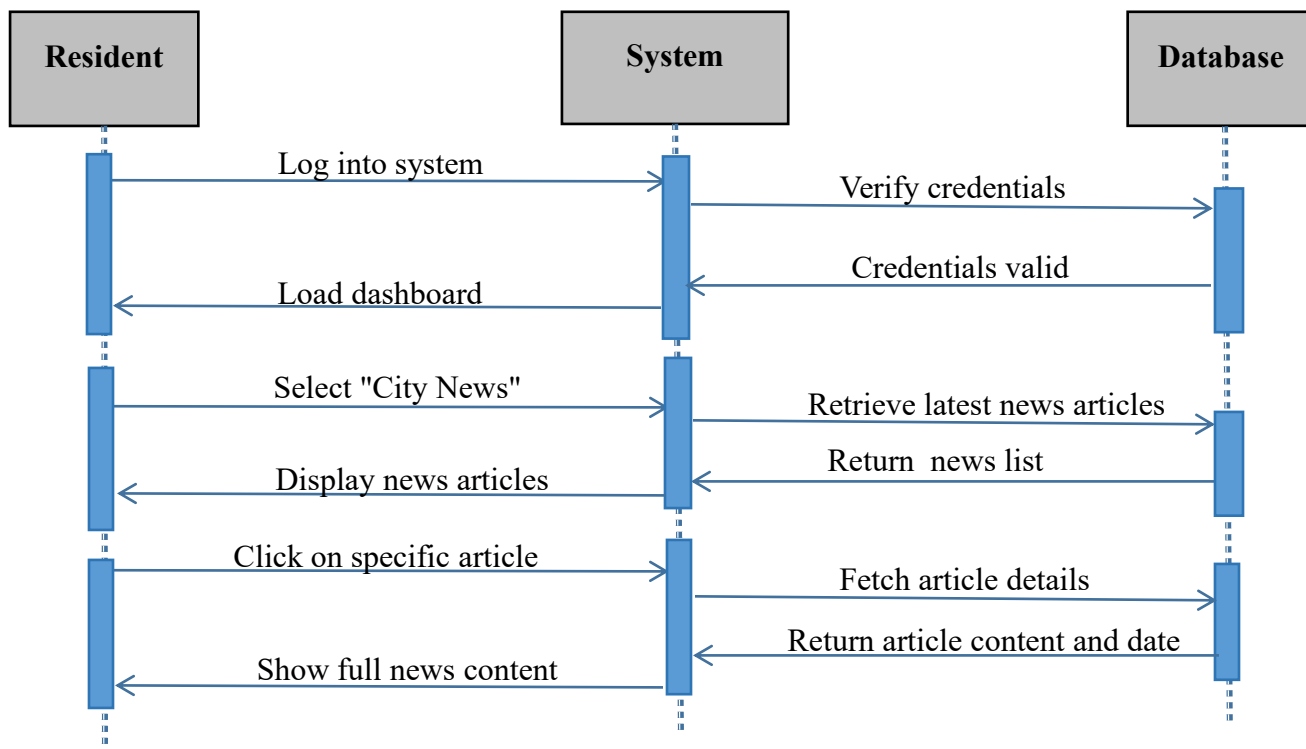 Resident
System
Database
Log into system
Verify credentials
Credentials valid
Load dashboard
Select "City News"
Retrieve latest news articles
Return  news list
Display news articles
Click on specific article
Fetch article details
Return article content and date
Show full news content